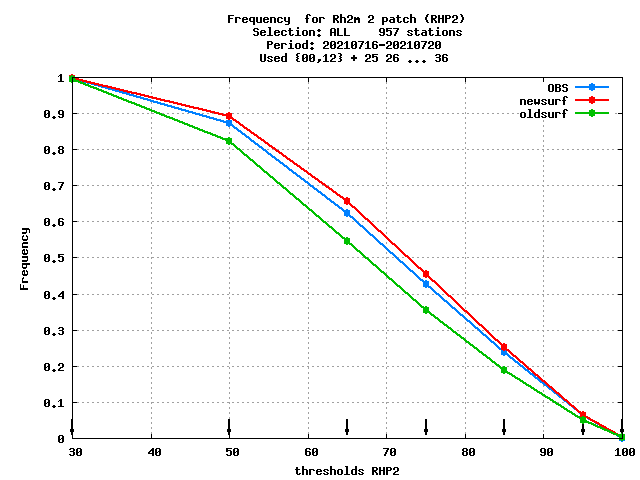 Frequency  for Rh2m 2 patch (RHP2)
Selection: ALL    957 stations
Period: 20210716-20210720
Used {00,12} + 25 26 ... 36
OBS
newsurf
oldsurf
1
0.9
0.8
0.7
0.6
0.5
0.4
0.3
0.2
0.1
0
Frequency
30 40 50 60 70 80 90 100
thresholds RHP2